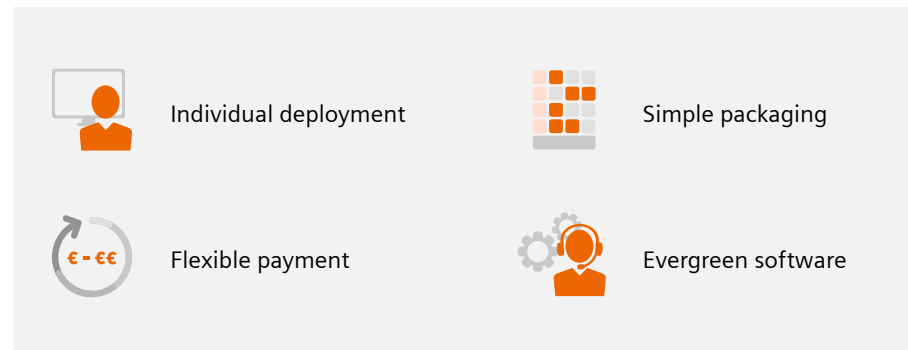 Individual deployment
Simple packaging
€ - €€
Flexible payment
Evergreen software